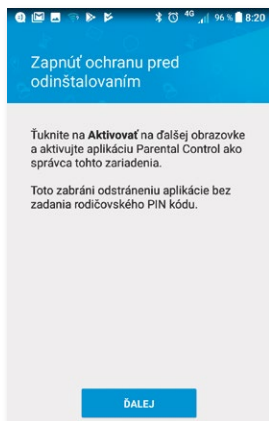 4G 96 % 8:20
Zapnúť ochranu pred
odinštalovaním
Ťuknite na Aktivovať na ďalšej obrazovke
a aktivujte aplikáciu Parental Control ako
správca tohto zariadenia.
Toto zabráni odstráneniu aplikácie bez
zadania rodičovského PIN kódu.
ĎALEJ